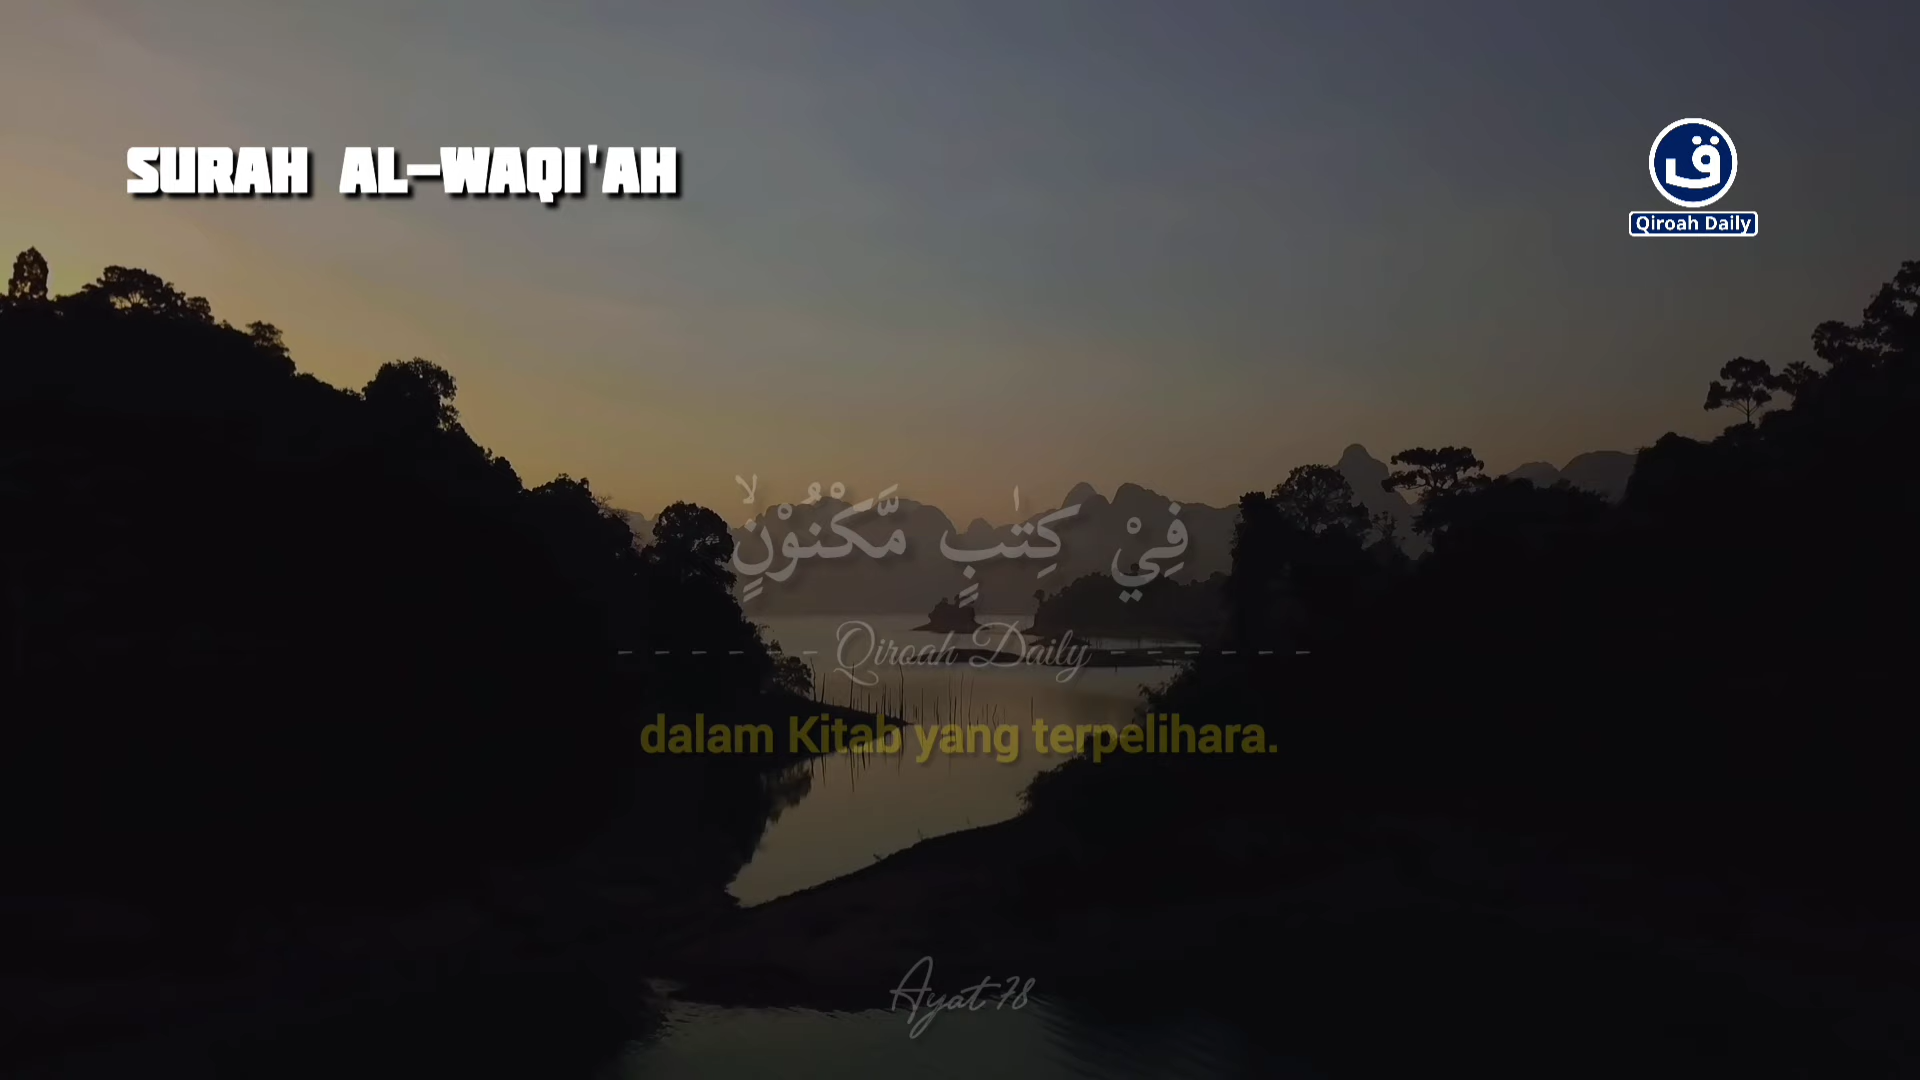 SURAH AL-WAQI'AH
ق
Qiroah Daily
فِيْ كِتٰبٍ مَّكْنُوْنٍۙ
Qiroah Daily
dalam Kitab yang terpelihara.
Ayat 78